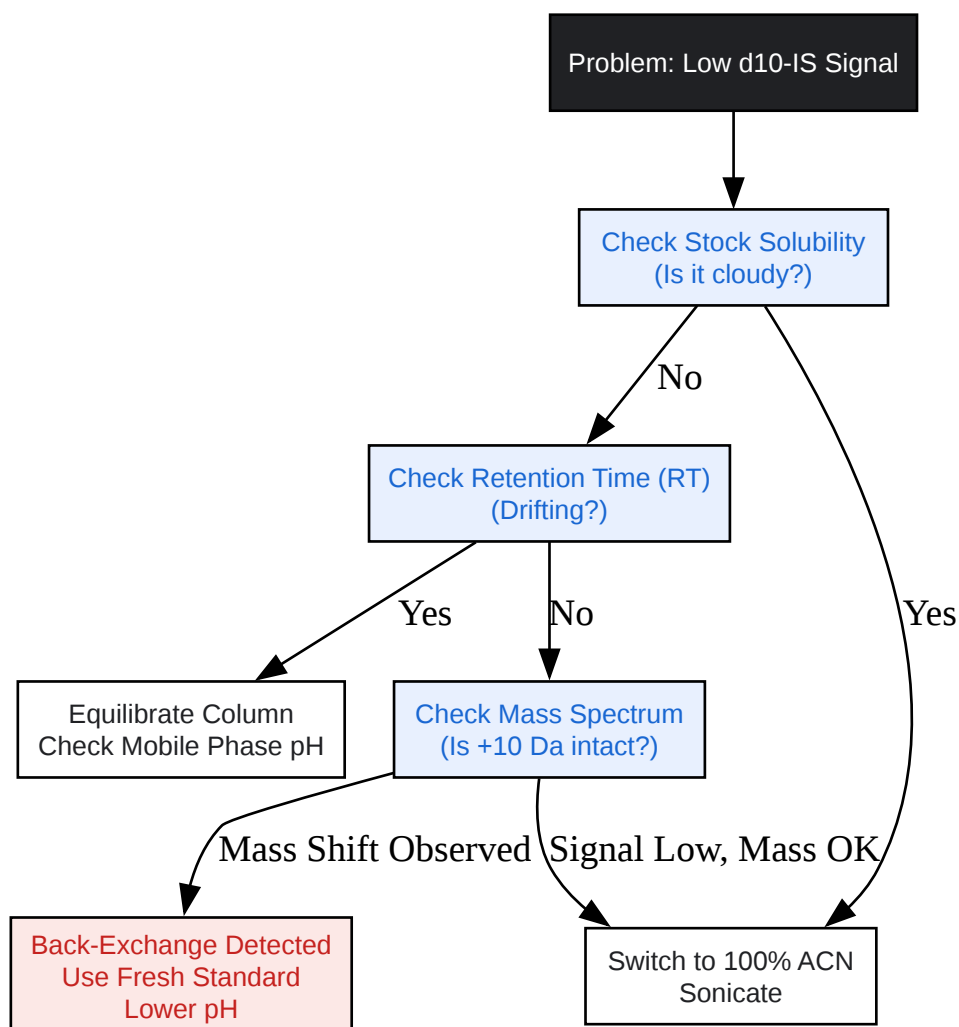 Problem: Low d10-IS Signal
Check Stock Solubility
(Is it cloudy?)
No
Check Retention Time (RT)
(Drifting?)
Yes
No
Yes
Equilibrate Column
Check Mobile Phase pH
Check Mass Spectrum
(Is +10 Da intact?)
Mass Shift Observed
Signal Low, Mass OK
Back-Exchange Detected
Use Fresh Standard
Lower pH
Switch to 100% ACN
Sonicate